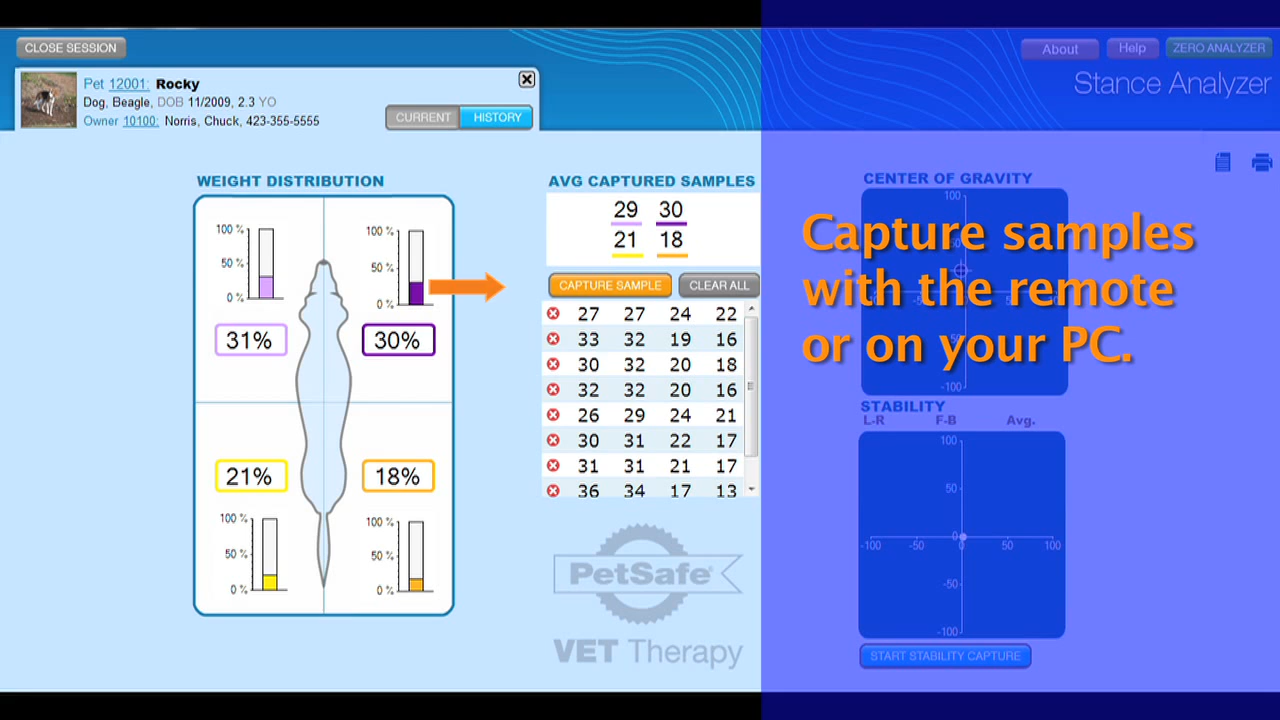 CLOSE SESSION
About
Help
ZERO ANALYZER
Stance Analyzer
Pet 12001: Rocky
Dog, Beagle, DOB 11/2009, 2.3 YO
Owner 10100: Norris, Chuck, 423-355-5555
CURRENT
HISTORY
WEIGHT DISTRIBUTION
100 %
50 %
0 %
100 %
50 %
0 %
31%
30%
21%
18%
100 %
50 %
0 %
100 %
50 %
0 %
AVG CAPTURED SAMPLES
29 30
21 18
CAPTURE SAMPLE
CLEAR ALL
27 27 24 22
33 32 19 16
30 32 20 18
32 32 20 16
26 29 24 21
30 31 22 17
31 31 21 17
36 34 17 13
PetSafe®
VET Therapy
CENTER OF GRAVITY
100
-100
Capture samples
with the remote
or on your PC.
STABILITY
L-R F-B Avg.
100
50
0
-100 -50 0 50 100
-50
-100
START STABILITY CAPTURE